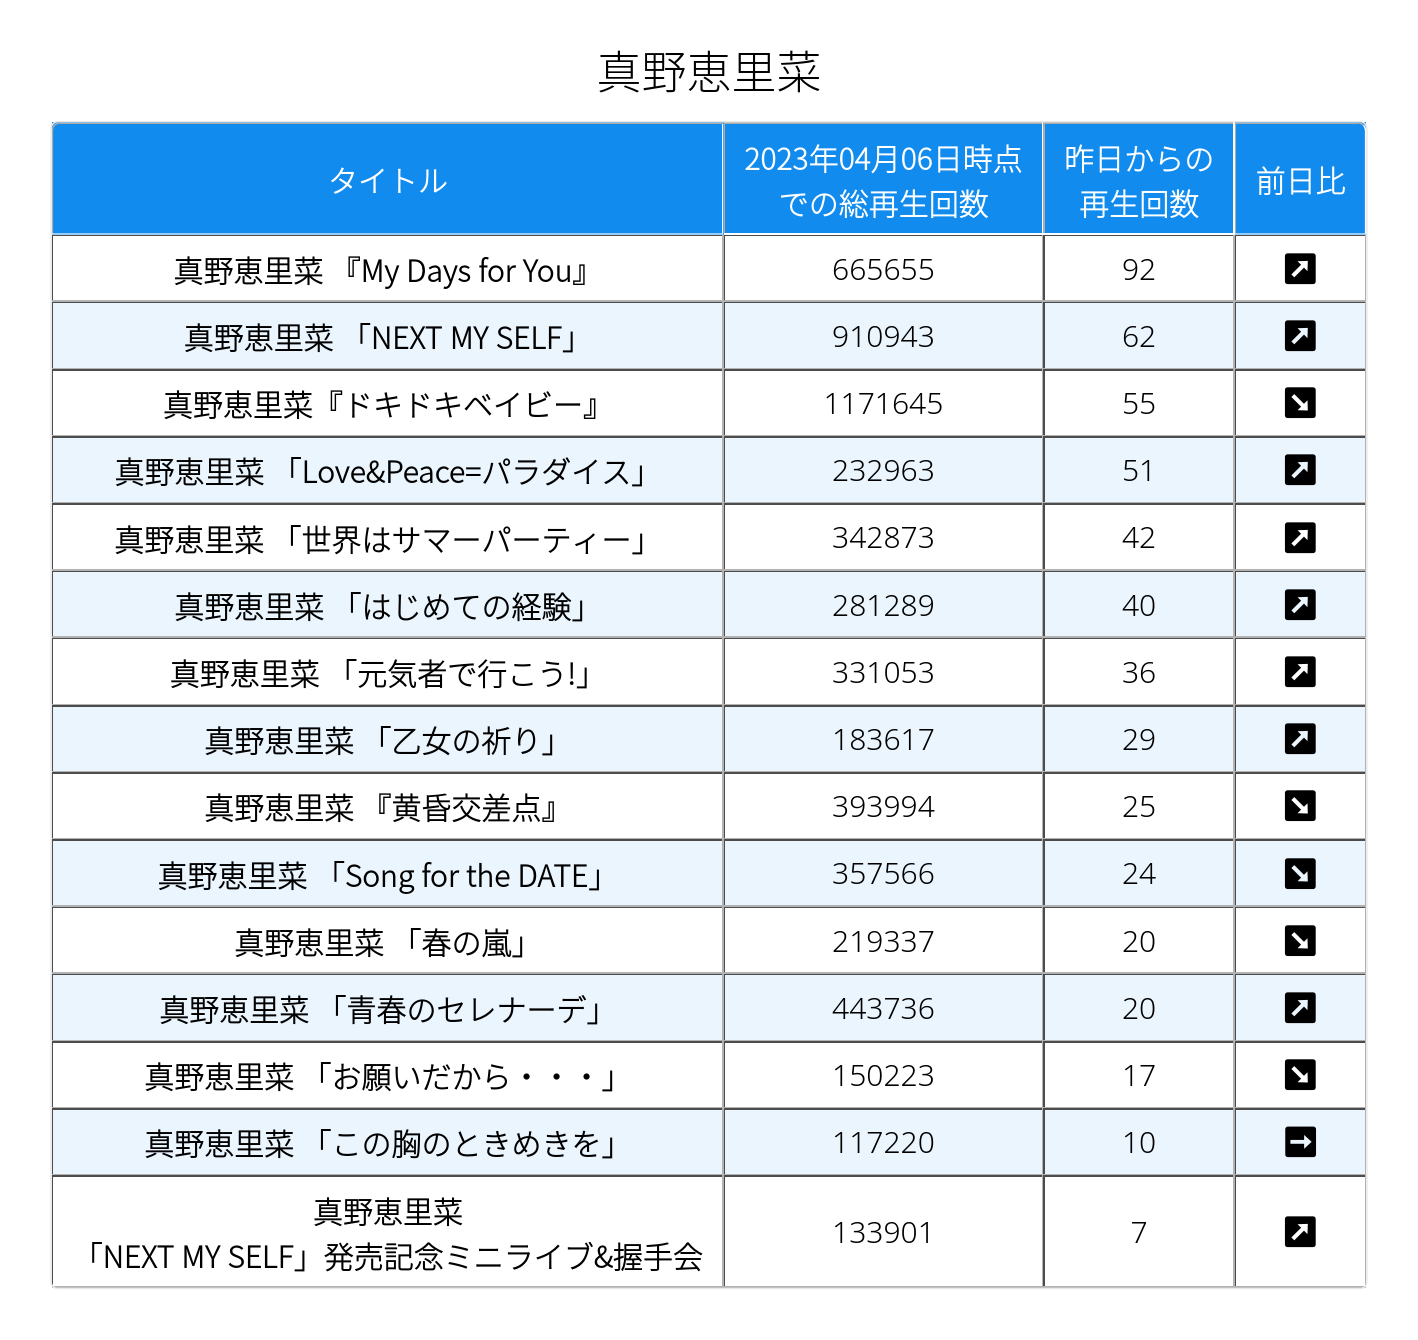 真野恵里菜
タイトル 2023年04月06日時点での総再生回数 昨日からの再生回数 前日比
真野恵里菜 『My Days for You』 665655 92 ↗
真野恵里菜 「NEXT MY SELF」 910943 62 ↗
真野恵里菜『ドキドキベイビー』 1171645 55 ↘
真野恵里菜 「Love&Peace=パラダイス」 232963 51 ↗
真野恵里菜 「世界はサマーパーティー」 342873 42 ↗
真野恵里菜 「はじめての経験」 281289 40 ↗
真野恵里菜 「元気者で行こう!」 331053 36 ↗
真野恵里菜 「乙女の祈り」 183617 29 ↗
真野恵里菜 『黄昏交差点』 393994 25 ↘
真野恵里菜 「Song for the DATE」 357566 24 ↘
真野恵里菜 「春の嵐」 219337 20 ↘
真野恵里菜 「青春のセレナーデ」 443736 20 ↗
真野恵里菜 「お願いだから・・・」 150223 17 ↘
真野恵里菜 「この胸のときめきを」 117220 10 →
真野恵里菜
「NEXT MY SELF」発売記念ミニライブ&握手会 133901 7 ↗